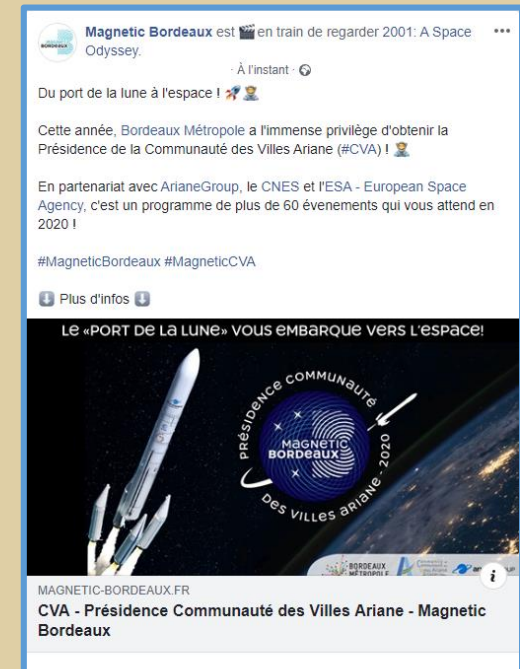 Magnetic Bordeaux est 🎬 en train de regarder 2001: A Space
Odyssey.
· À l'instant ·
Du port de la lune à l'espace ! 🚀👨‍🚀
Cette année, Bordeaux Métropole a l'immense privilège d'obtenir la
Présidence de la Communauté des Villes Ariane (#CVA) ! 👨‍🚀
En partenariat avec ArianeGroup, le CNES et l'ESA - European Space
Agency, c'est un programme de plus de 60 évenements qui vous attend en
2020 !
#MagneticBordeaux #MagneticCVA
⬇️ Plus d'infos ⬇️
Le «PORT DE LA LUNE» VOUS EMBARQUE VERS L'ESPACE!
PRÉSIDENCE COMMUNAUTÉ
MAGNETIC
BORDEAUX
DES VILLES ARIANE - 2020
BORDEAUX
MÉTROPOLE
MAGNETIC-BORDEAUX.FR
CVA - Présidence Communauté des Villes Ariane - Magnetic
Bordeaux